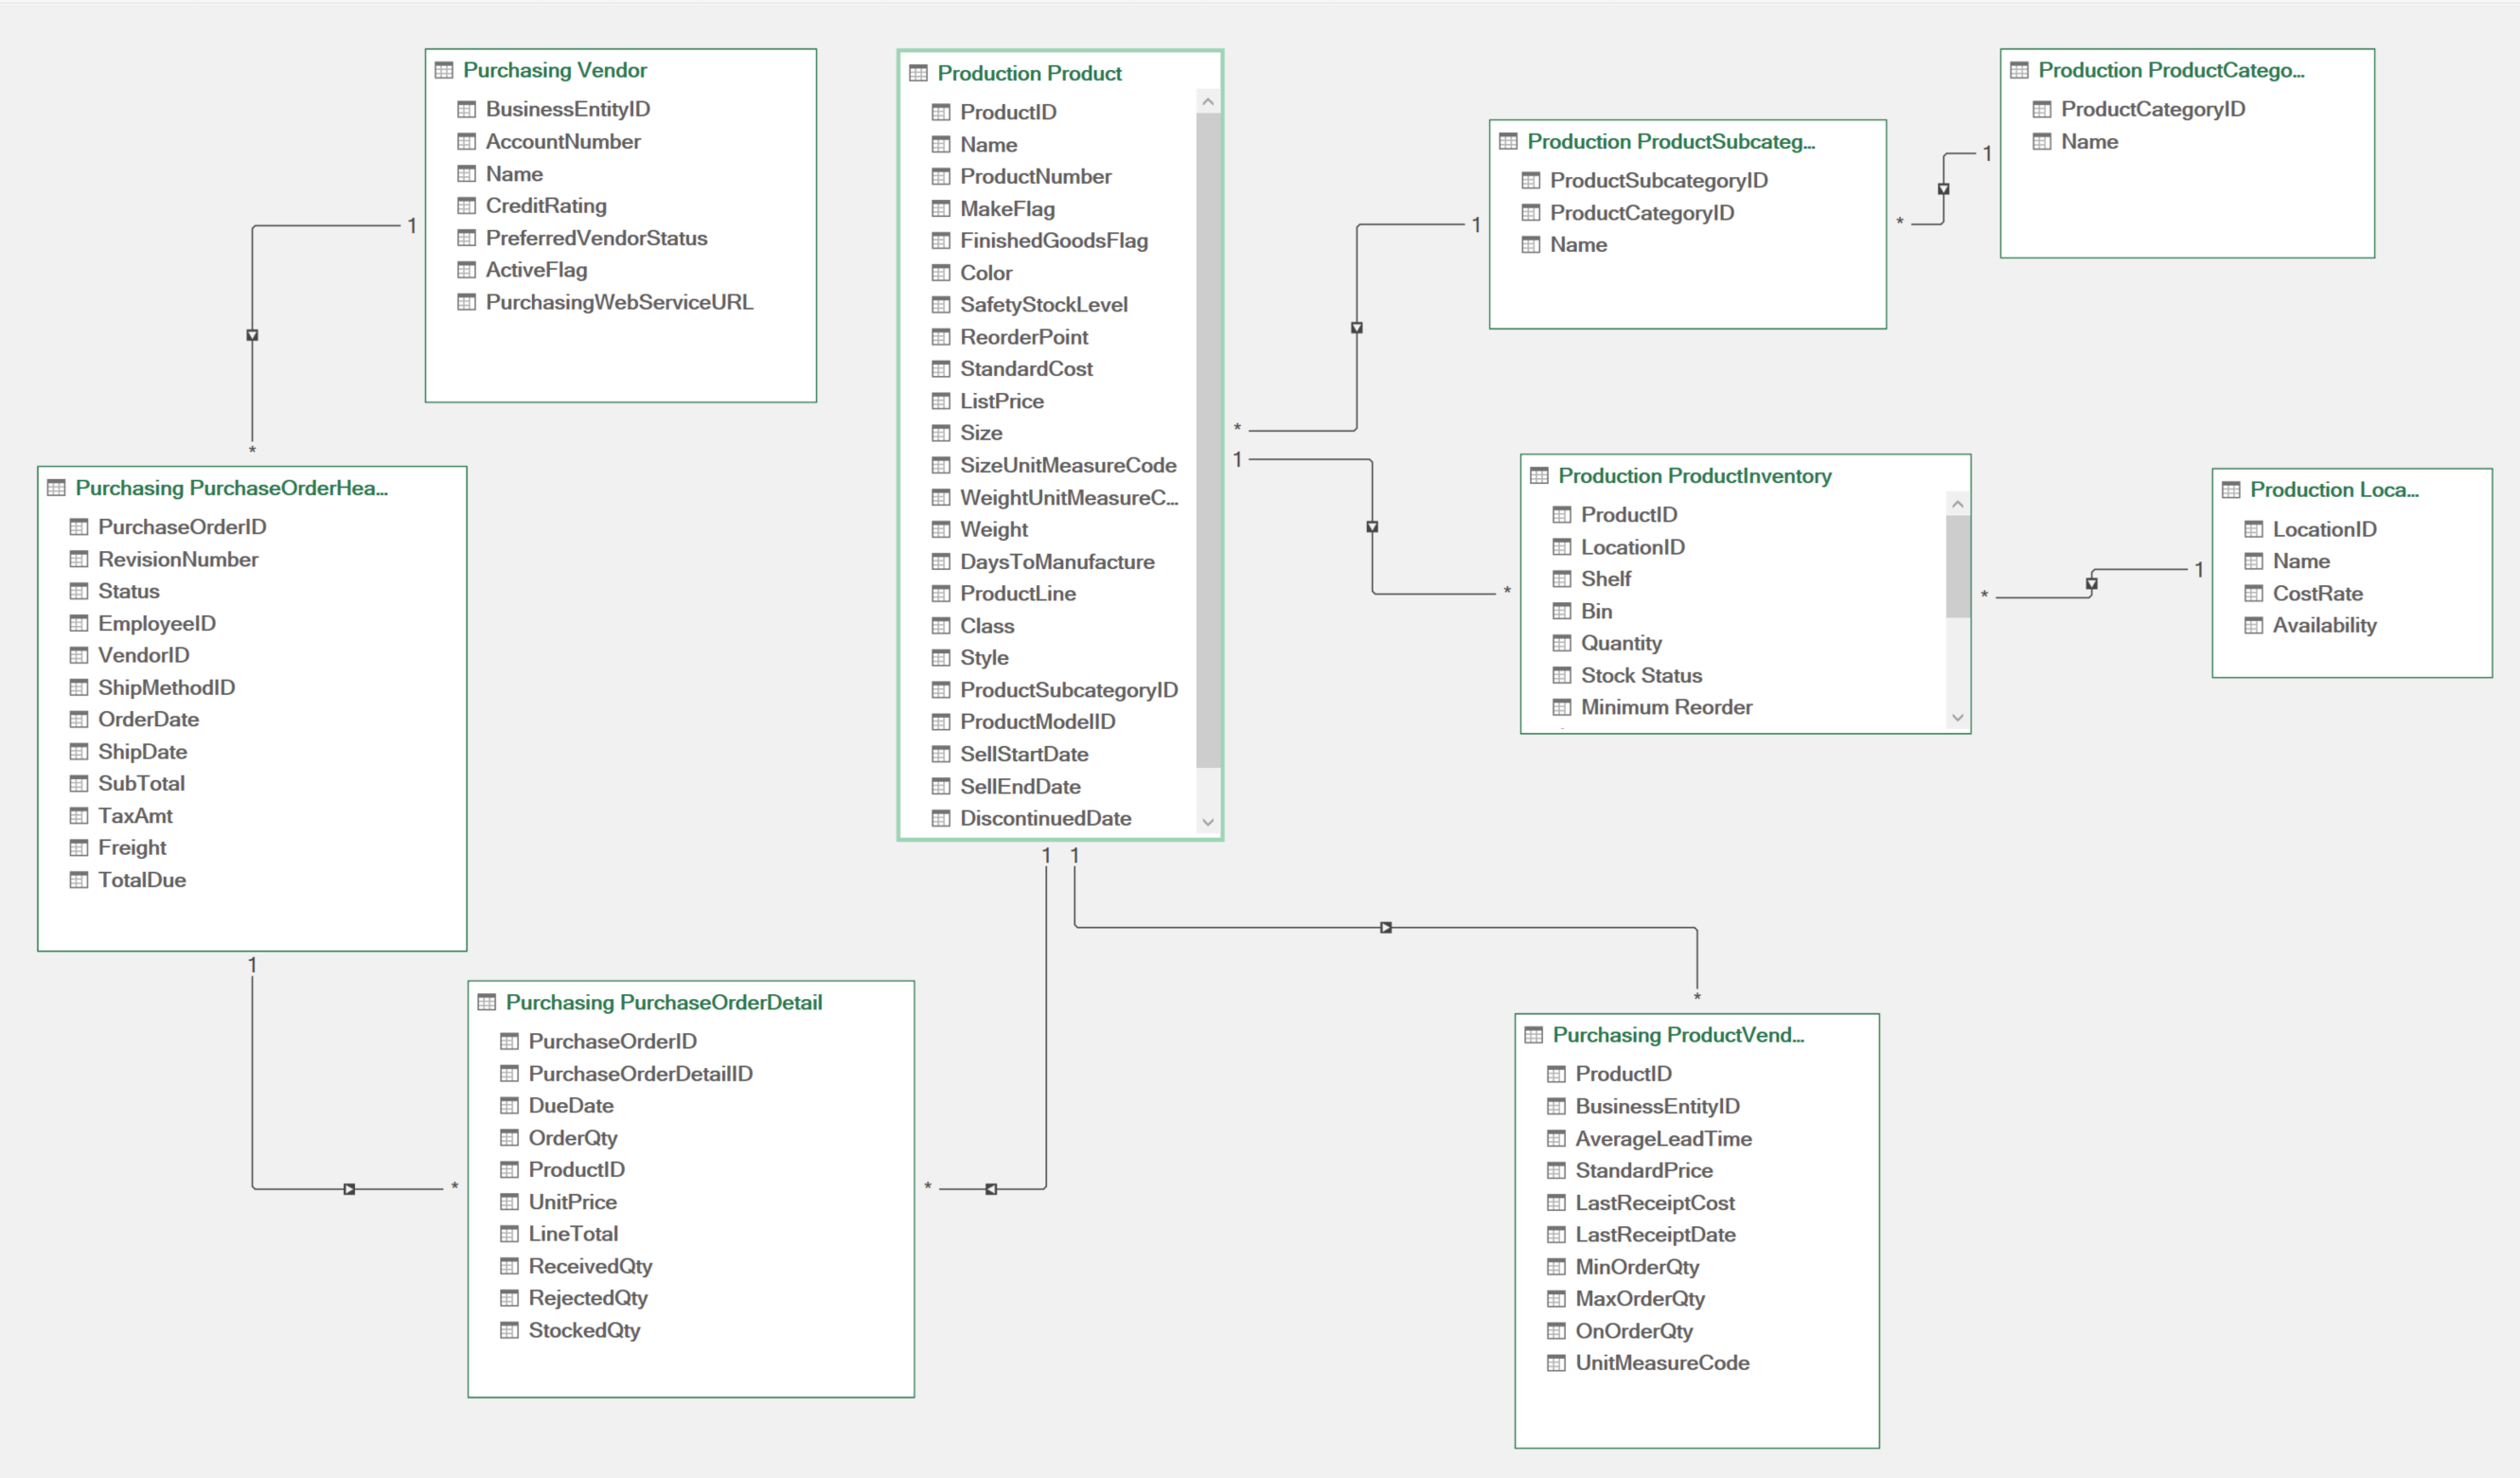 Purchasing Vendor
BusinessEntityID
AccountNumber
Name
CreditRating
PreferredVendorStatus
ActiveFlag
PurchasingWebServiceURL
1
*
Purchasing PurchaseOrderHea...
PurchaseOrderID
RevisionNumber
Status
EmployeeID
VendorID
ShipMethodID
OrderDate
ShipDate
SubTotal
TaxAmt
Freight
TotalDue
1
*
Purchasing PurchaseOrderDetail
PurchaseOrderID
PurchaseOrderDetailID
DueDate
OrderQty
ProductID
UnitPrice
LineTotal
ReceivedQty
RejectedQty
StockedQty
*
Production Product
ProductID
Name
ProductNumber
MakeFlag
FinishedGoodsFlag
Color
SafetyStockLevel
ReorderPoint
StandardCost
ListPrice
Size
SizeUnitMeasureCode
WeightUnitMeasureC...
Weight
DaysToManufacture
ProductLine
Class
Style
ProductSubcategoryID
ProductModelID
SellStartDate
SellEndDate
DiscontinuedDate
1 1
*
1
Production ProductSubcateg...
ProductSubcategoryID
ProductCategoryID
Name
1
*
Production ProductCatego...
ProductCategoryID
Name
1
Production ProductInventory
ProductID
LocationID
Shelf
Bin
Quantity
Stock Status
Minimum Reorder
*
*
Production Loca...
LocationID
Name
CostRate
Availability
1
*
Purchasing ProductVend...
ProductID
BusinessEntityID
AverageLeadTime
StandardPrice
LastReceiptCost
LastReceiptDate
MinOrderQty
MaxOrderQty
OnOrderQty
UnitMeasureCode